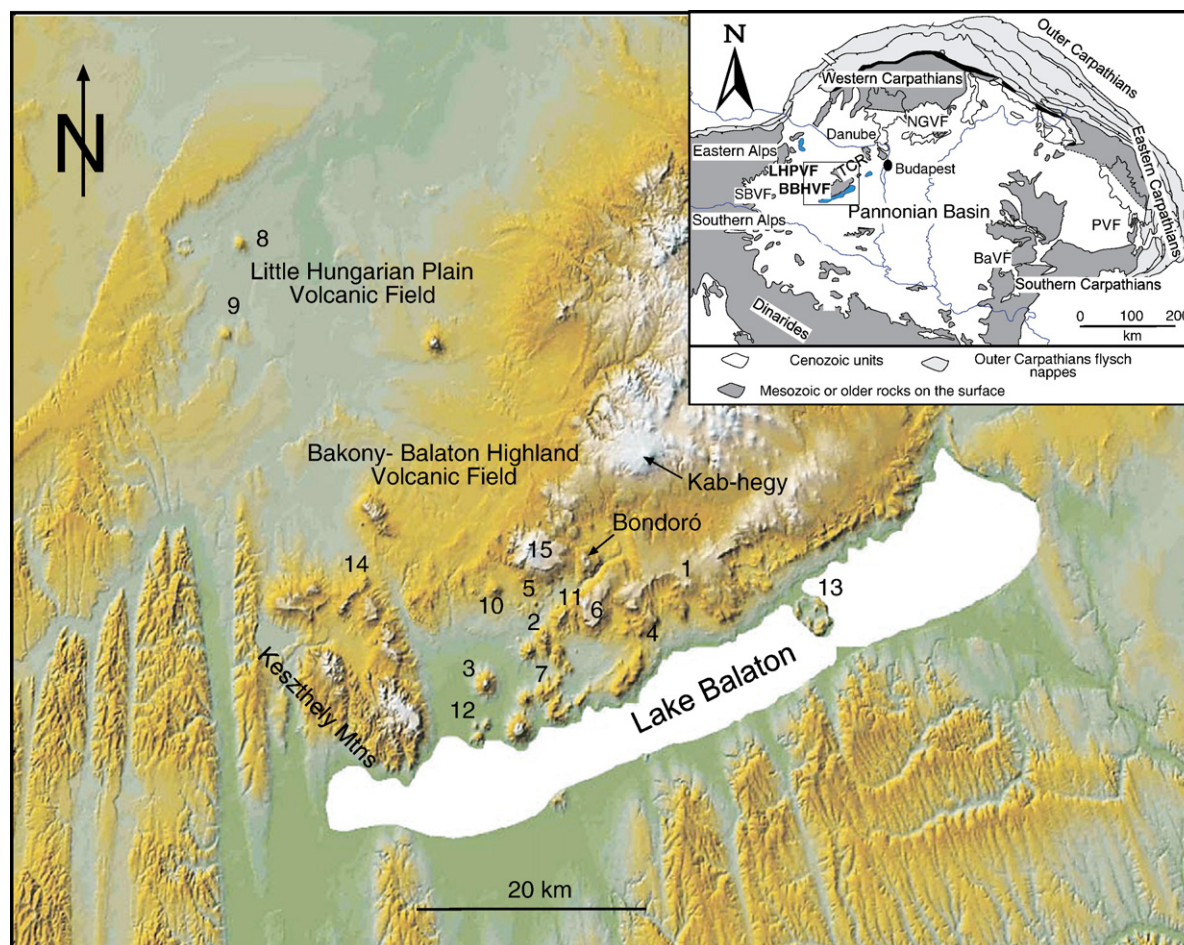 N
8
Little Hungarian Plain
Volcanic Field
9
Bakony- Balaton Highland
Volcanic Field
Kab-hegy
Bondoró
15
14
1
5
10
11
6
13
2
4
3
7
12
Keszthely Mtns
Lake Balaton
20 km
N
Outer Carpathians
Western Carpathians
NGVF
Danube
Eastern Alps
TCR
Budapest
LHPVF
SBVF
BBHVF
Eastern Carpathians
Southern Alps
Pannonian Basin
PVF
BaVF
Southern Carpathians
Dinarides
0 100 200
km
Cenozoic units
Outer Carpathians flysch
nappes
Mesozoic or older rocks on the surface